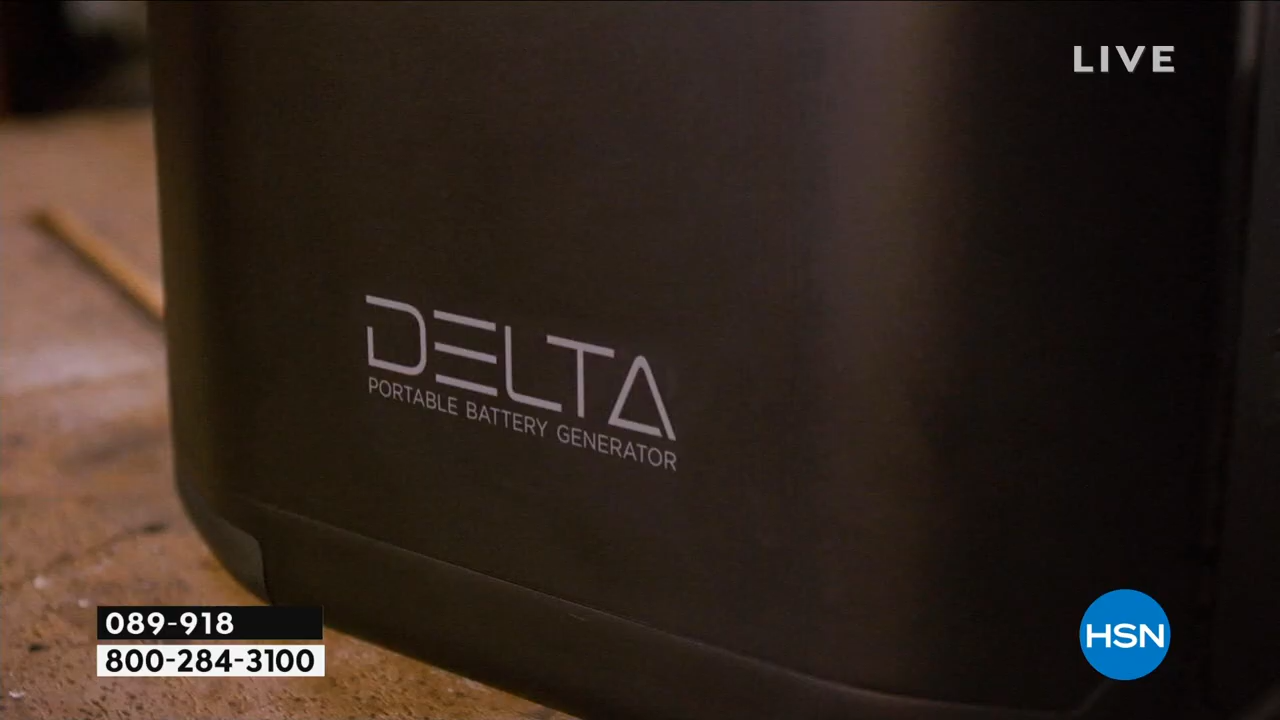 LIVE
DELTA
PORTABLE BATTERY GENERATOR
089-918
800-284-3100
HSN